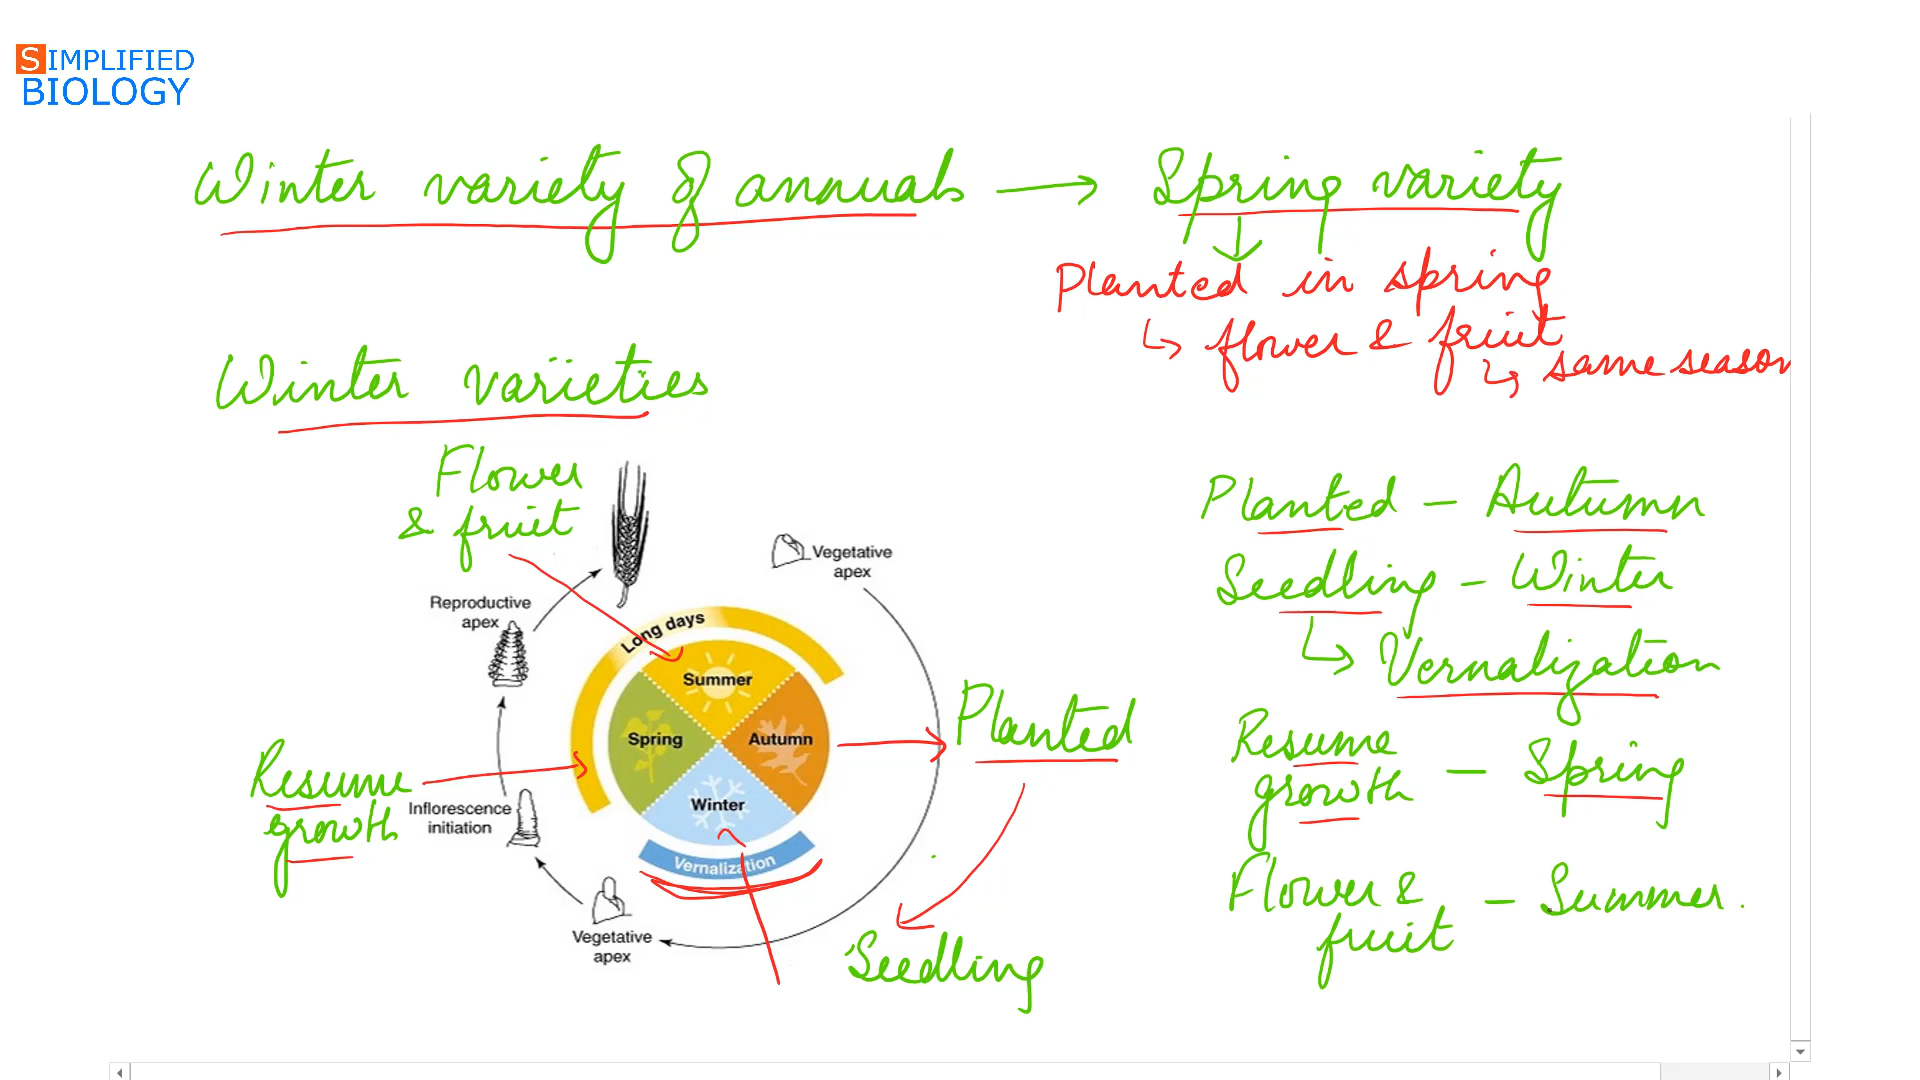 SIMPLIFIED
BIOLOGY
Winter variety of annuals → Spring variety
Planted in spring
↳ flower & fruit
↳ same season
Winter varieties
Flower
& fruit
Vegetative
apex
Reproductive
apex
Long days
Summer
Spring
Autumn
Winter
Vernalization
Planted
Resume
growth
Inflorescence
initiation
Vegetative
apex
Seedling
Planted - Autumn
Seedling - Winter
↳ Vernalization
Resume
growth - Spring
Flower &
fruit - Summer.